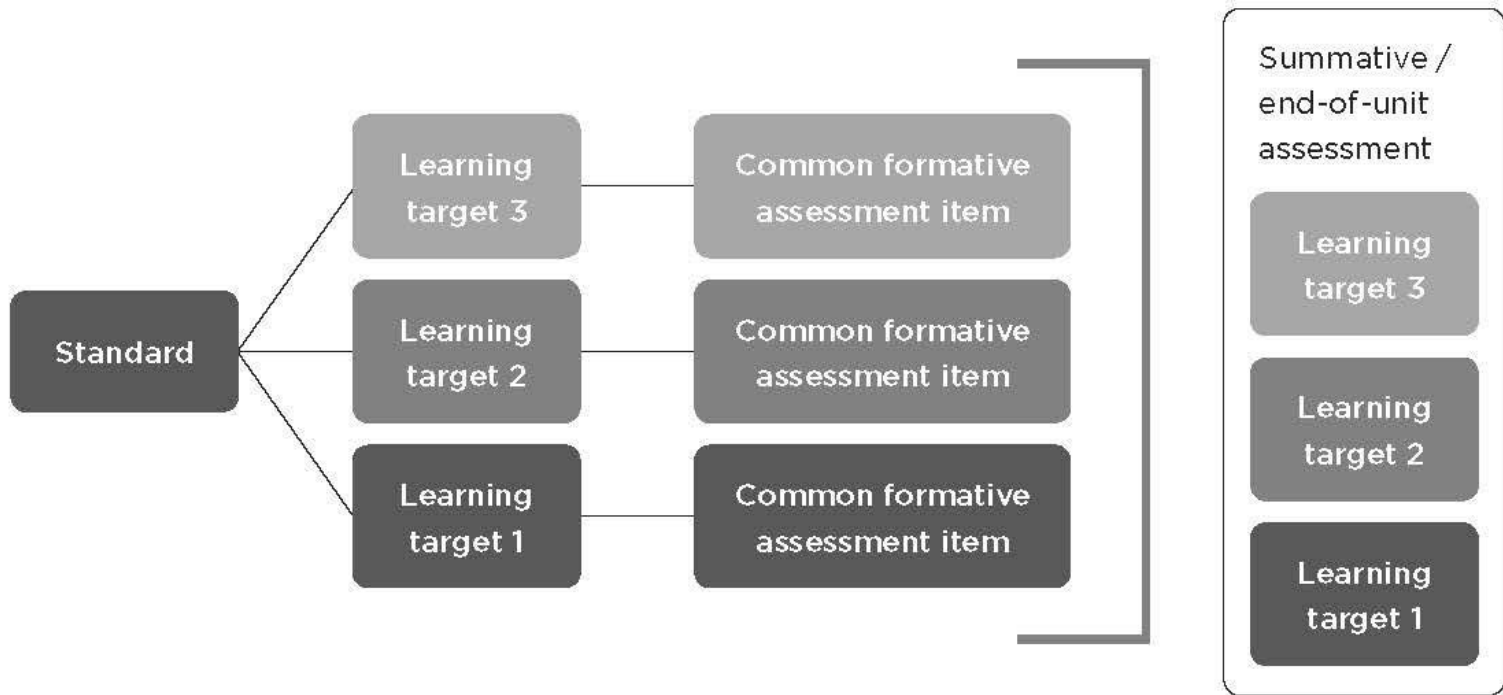 Standard
Learning
target 3
Common formative
assessment item
Learning
target 2
Common formative
assessment item
Learning
target 1
Common formative
assessment item
Summative /
end-of-unit
assessment
Learning
target 3
Learning
target 2
Learning
target 1